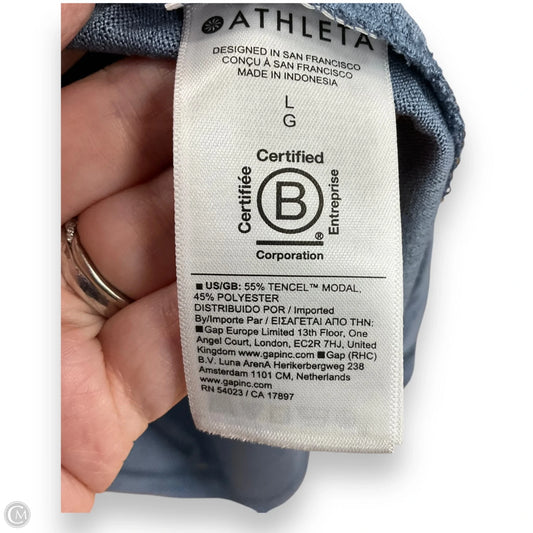 ATHLETA
DESIGNED IN SAN FRANCISCO
CONÇU À SAN FRANCISCO
MADE IN INDONESIA
L
G
Certified
Certifiée
B
Entreprise
®
Corporation
■ US/GB: 55% TENCEL™ MODAL,
45% POLYESTER
DISTRIBUIDO POR / Imported
By/Importe Par / ΕΙΣΑΓΕΤΑΙ ΑΠΟ ΤΗΝ:
■ Gap Europe Limited 13th Floor, One
Angel Court, London, EC2R 7HJ, United
Kingdom www.gapinc.com ■ Gap (RHC)
B.V. Luna ArenA Herikerbergweg 238
Amsterdam 1101 CM, Netherlands
www.gapinc.com
RN 54023 / CA 17897
CM